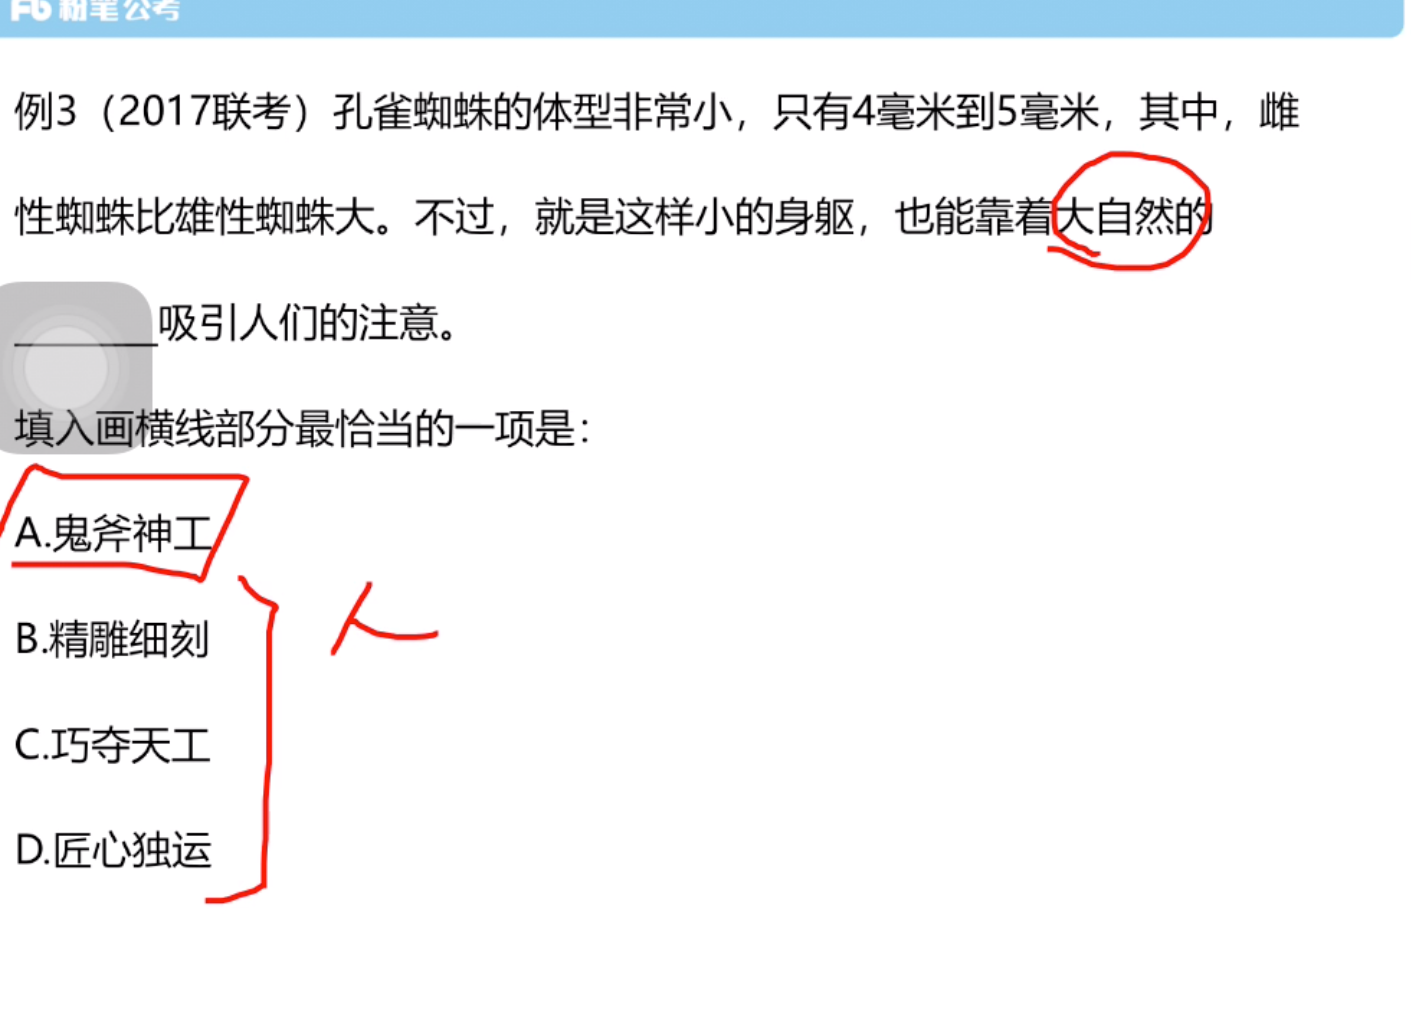 粉笔公考
例3（2017联考）孔雀蜘蛛的体型非常小，只有4毫米到5毫米，其中，雌
性蜘蛛比雄性蜘蛛大。不过，就是这样小的身躯，也能靠着大自然的
________吸引人们的注意。
填入画横线部分最恰当的一项是：
A.鬼斧神工
B.精雕细刻
人
C.巧夺天工
D.匠心独运